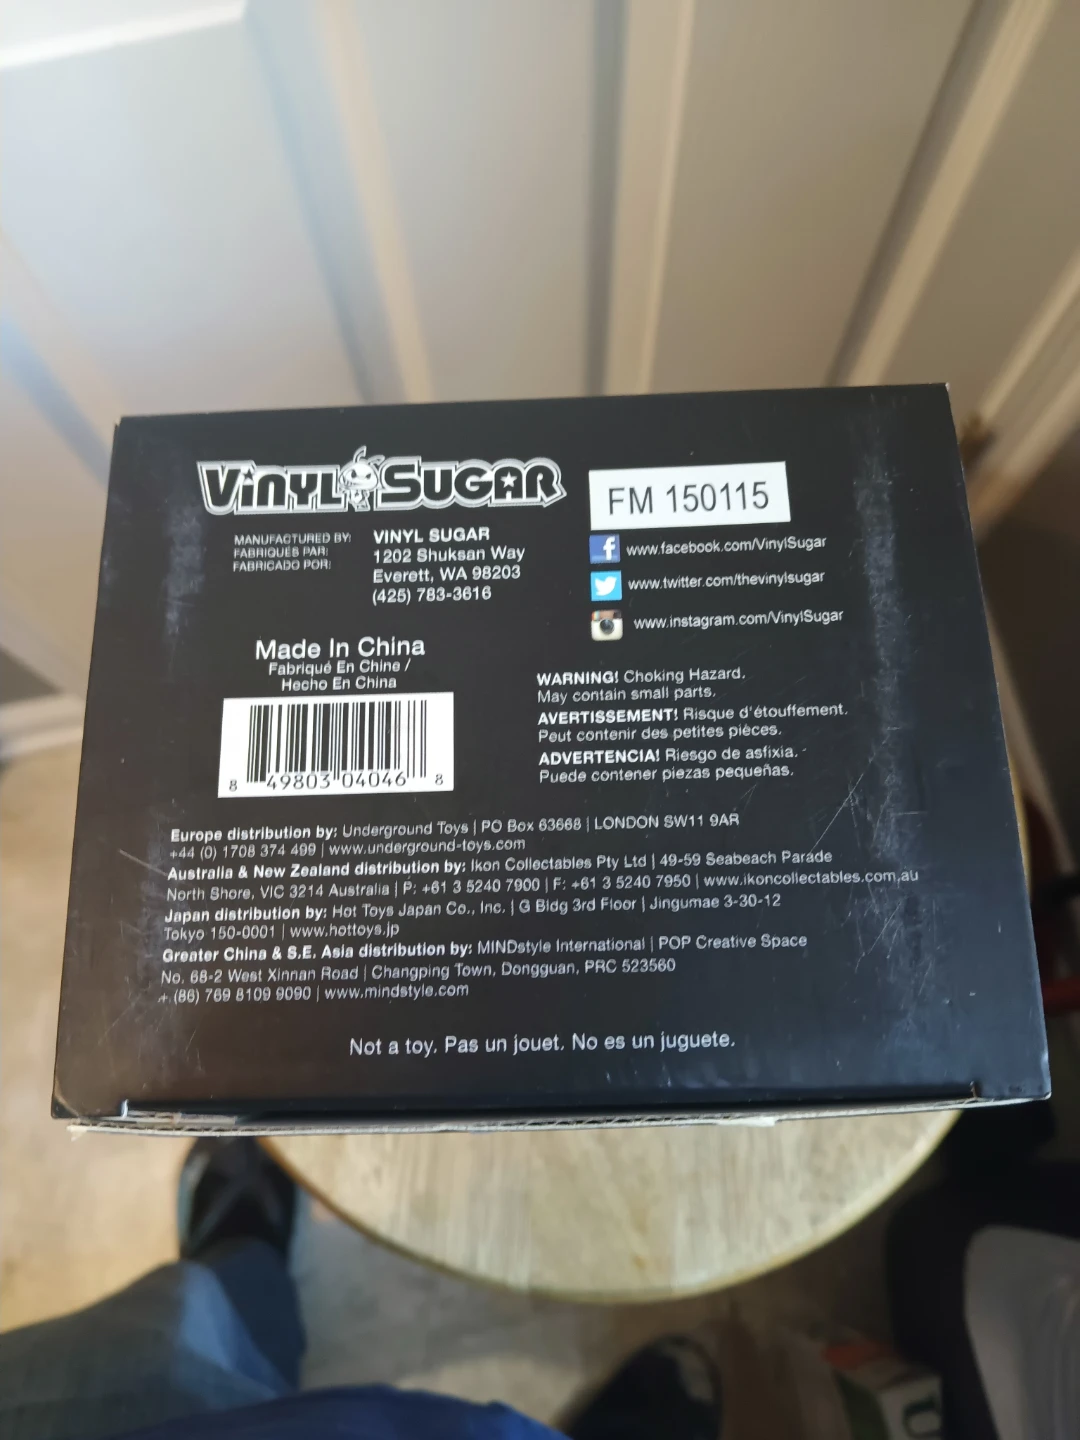 VINYL SUGAR
FM 150115
MANUFACTURED BY:
FABRIQUÉS PAR:
FABRICADO POR:
VINYL SUGAR
1202 Shuksan Way
Everett, WA 98203
(425) 783-3616
www.facebook.com/VinylSugar
www.twitter.com/thevinylsugar
www.instagram.com/VinylSugar
Made In China
Fabriqué En Chine /
Hecho En China
8 49803 04046 8
WARNING! Choking Hazard.
May contain small parts.
AVERTISSEMENT! Risque d'étouffement.
Peut contenir des petites pièces.
ADVERTENCIA! Riesgo de asfixia.
Puede contener piezas pequeñas.
Europe distribution by: Underground Toys | PO Box 63668 | LONDON SW11 9AR
+44 (0) 1708 374 499 | www.underground-toys.com
Australia & New Zealand distribution by: Ikon Collectables Pty Ltd | 49-59 Seabeach Parade
North Shore, VIC 3214 Australia | P: +61 3 5240 7900 | F: +61 3 5240 7950 | www.ikoncollectables.com.au
Japan distribution by: Hot Toys Japan Co., Inc. | G Bldg 3rd Floor | Jingumae 3-30-12
Tokyo 150-0001 | www.hottoys.jp
Greater China & S.E. Asia distribution by: MINDstyle International | POP Creative Space
No. 68-2 West Xinnan Road | Changping Town, Dongguan, PRC 523560
+ (86) 769 8109 9090 | www.mindstyle.com
Not a toy. Pas un jouet. No es un juguete.